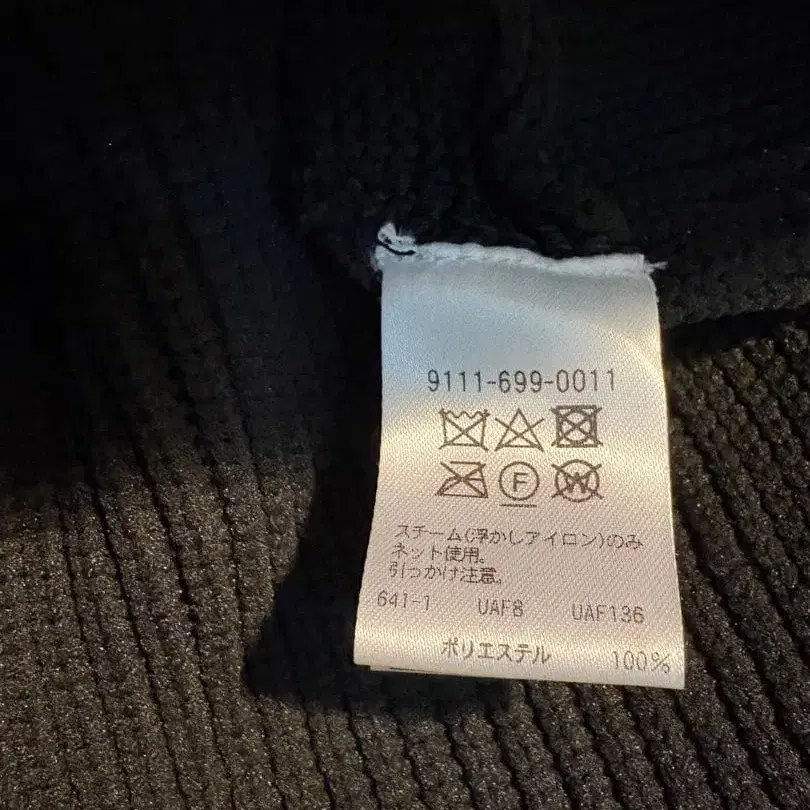 9111-699-0011
F
W
スチーム(浮かしアイロン)のみ
ネット使用。
引っかけ注意。
641-1 UAF8 UAF136
ポリエステル 100%